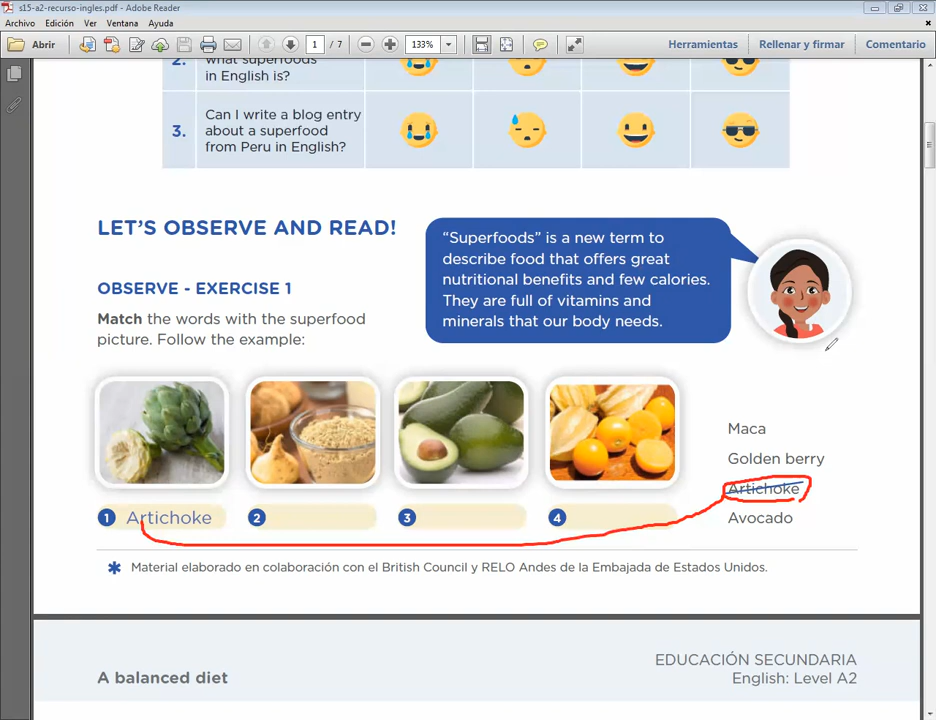 s15-a2-recurso-ingles.pdf - Adobe Reader
Archivo Edición Ver Ventana Ayuda
Abrir 1 / 7 133% Herramientas Rellenar y firmar Comentario
2. what superfoods
in English is?
3. Can I write a blog entry
about a superfood
from Peru in English?
LET'S OBSERVE AND READ!
OBSERVE - EXERCISE 1
Match the words with the superfood
picture. Follow the example:
“Superfoods” is a new term to
describe food that offers great
nutritional benefits and few calories.
They are full of vitamins and
minerals that our body needs.
Maca
Golden berry
Artichoke
Avocado
1 Artichoke 2 3 4
* Material elaborado en colaboración con el British Council y RELO Andes de la Embajada de Estados Unidos.
A balanced diet
EDUCACIÓN SECUNDARIA
English: Level A2